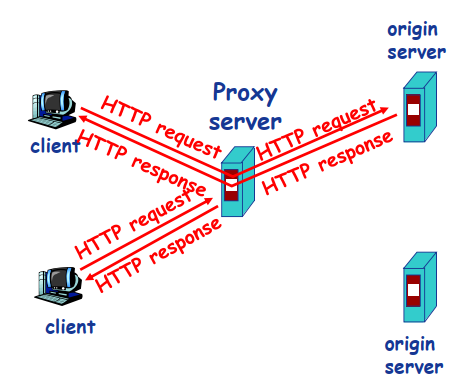 origin
server
Proxy
server
HTTP request
HTTP response
HTTP request
HTTP response
client
HTTP request
HTTP response
client
origin
server